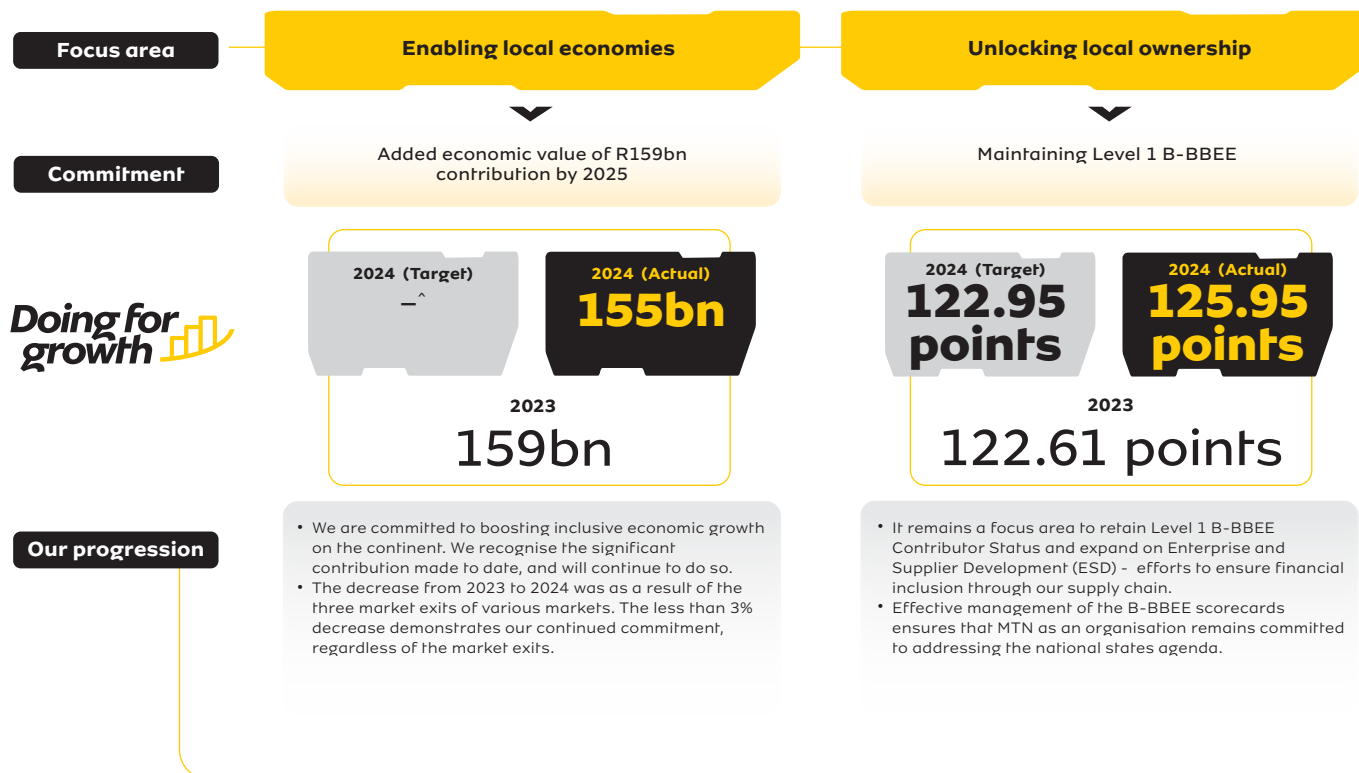 Focus area
Enabling local economies
Unlocking local ownership
Commitment
Added economic value of R159bn
contribution by 2025
Maintaining Level 1 B-BBEE
Doing for
growth
2024 (Target)
–^
2024 (Actual)
155bn
2023
159bn
2024 (Target)
122.95
points
2024 (Actual)
125.95
points
2023
122.61 points
Our progression
• We are committed to boosting inclusive economic growth
on the continent. We recognise the significant
contribution made to date, and will continue to do so.
• The decrease from 2023 to 2024 was as a result of the
three market exits of various markets. The less than 3%
decrease demonstrates our continued commitment,
regardless of the market exits.
• It remains a focus area to retain Level 1 B-BBEE
Contributor Status and expand on Enterprise and
Supplier Development (ESD) - efforts to ensure financial
inclusion through our supply chain.
• Effective management of the B-BBEE scorecards
ensures that MTN as an organisation remains committed
to addressing the national states agenda.